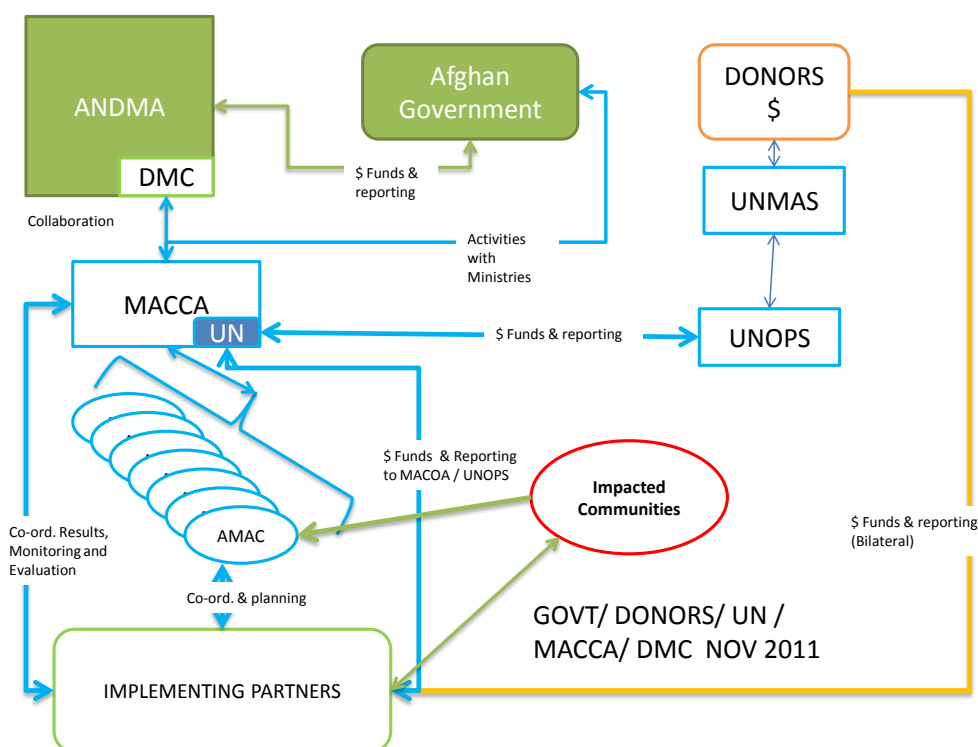 ANDMA
DMC
Afghan
Government
DONORS
$
$ Funds &
reporting
UNMAS
Collaboration
Activities
with
Ministries
MACCA
UN
$ Funds & reporting
UNOPS
$ Funds & Reporting
to MACOA / UNOPS
Impacted
Communities
AMAC
Co-ord. Results,
Monitoring and
Evaluation
$ Funds & reporting
(Bilateral)
Co-ord. & planning
GOVT/ DONORS/ UN /
MACCA/ DMC NOV 2011
IMPLEMENTING PARTNERS